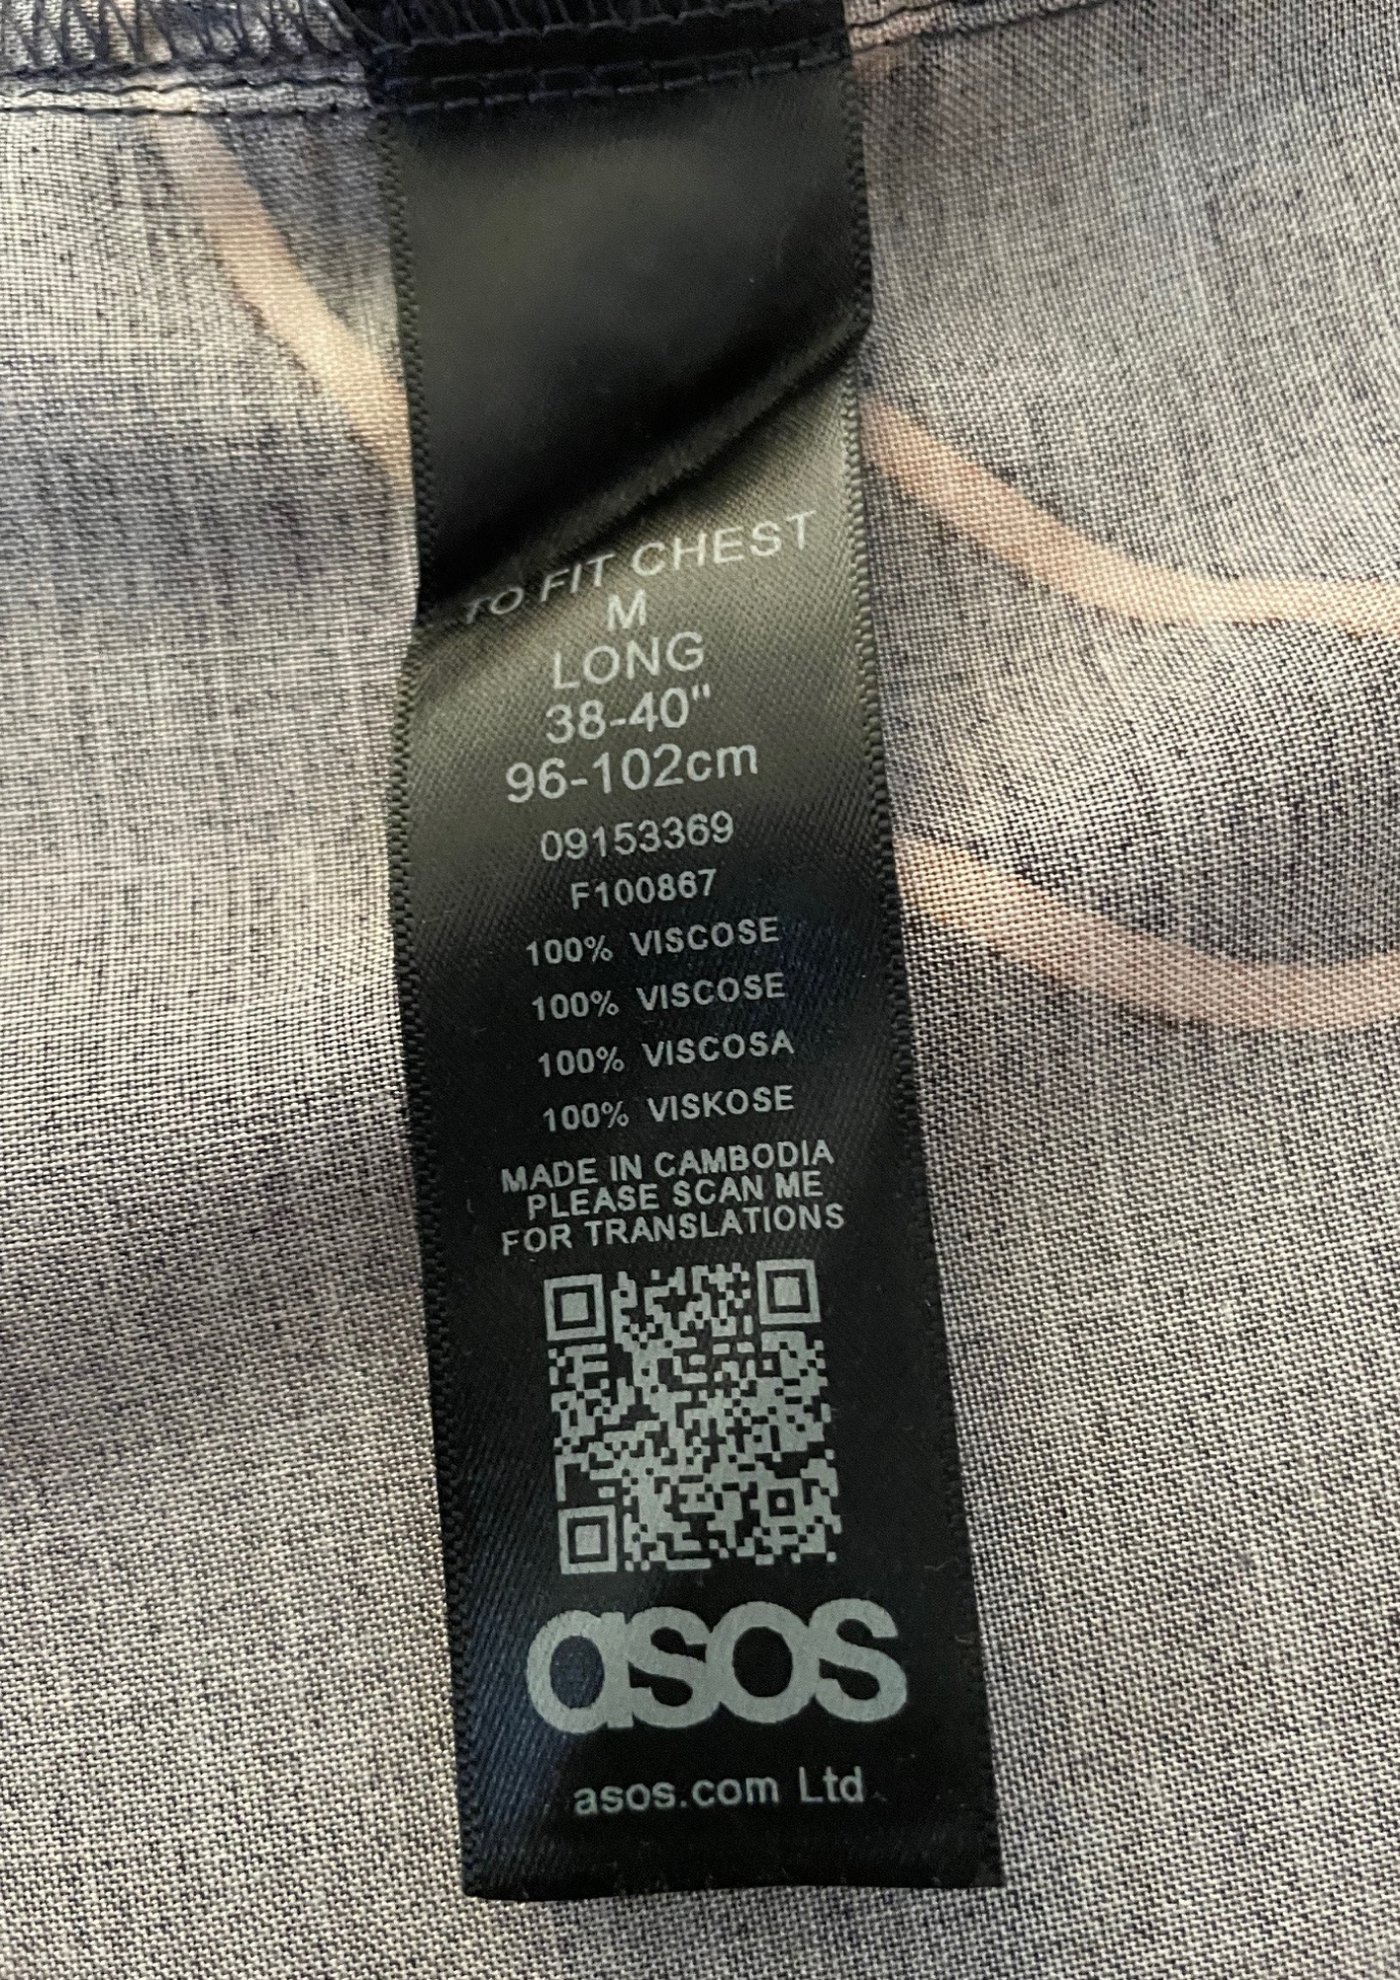 TO FIT CHEST
M
LONG
38-40"
96-102cm
09153369
F100867
100% VISCOSE
100% VISCOSE
100% VISCOSA
100% VISKOSE
MADE IN CAMBODIA
PLEASE SCAN ME
FOR TRANSLATIONS
asos
asos.com Ltd